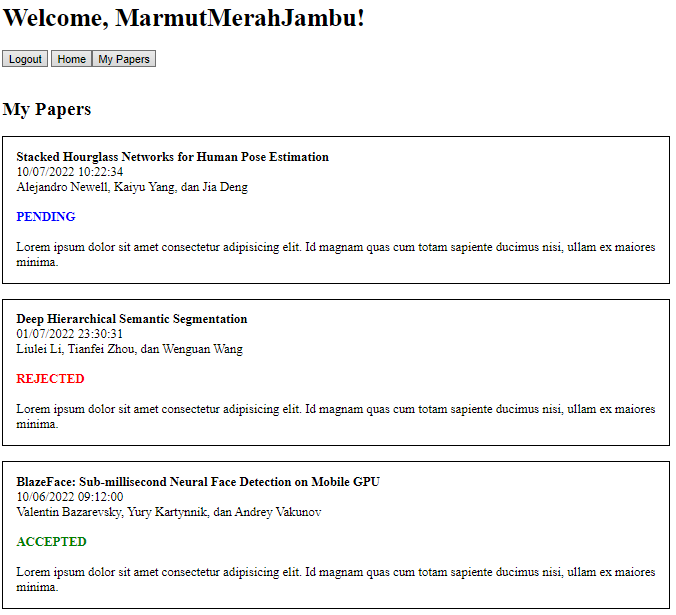 Welcome, MarmutMerahJambu!
Logout Home My Papers
My Papers
Stacked Hourglass Networks for Human Pose Estimation
10/07/2022 10:22:34
Alejandro Newell, Kaiyu Yang, dan Jia Deng
PENDING
Lorem ipsum dolor sit amet consectetur adipisicing elit. Id magnam quas cum totam sapiente ducimus nisi, ullam ex maiores
minima.
Deep Hierarchical Semantic Segmentation
01/07/2022 23:30:31
Liulei Li, Tianfei Zhou, dan Wenguan Wang
REJECTED
Lorem ipsum dolor sit amet consectetur adipisicing elit. Id magnam quas cum totam sapiente ducimus nisi, ullam ex maiores
minima.
BlazeFace: Sub-millisecond Neural Face Detection on Mobile GPU
10/06/2022 09:12:00
Valentin Bazarevsky, Yury Kartynnik, dan Andrey Vakunov
ACCEPTED
Lorem ipsum dolor sit amet consectetur adipisicing elit. Id magnam quas cum totam sapiente ducimus nisi, ullam ex maiores
minima.